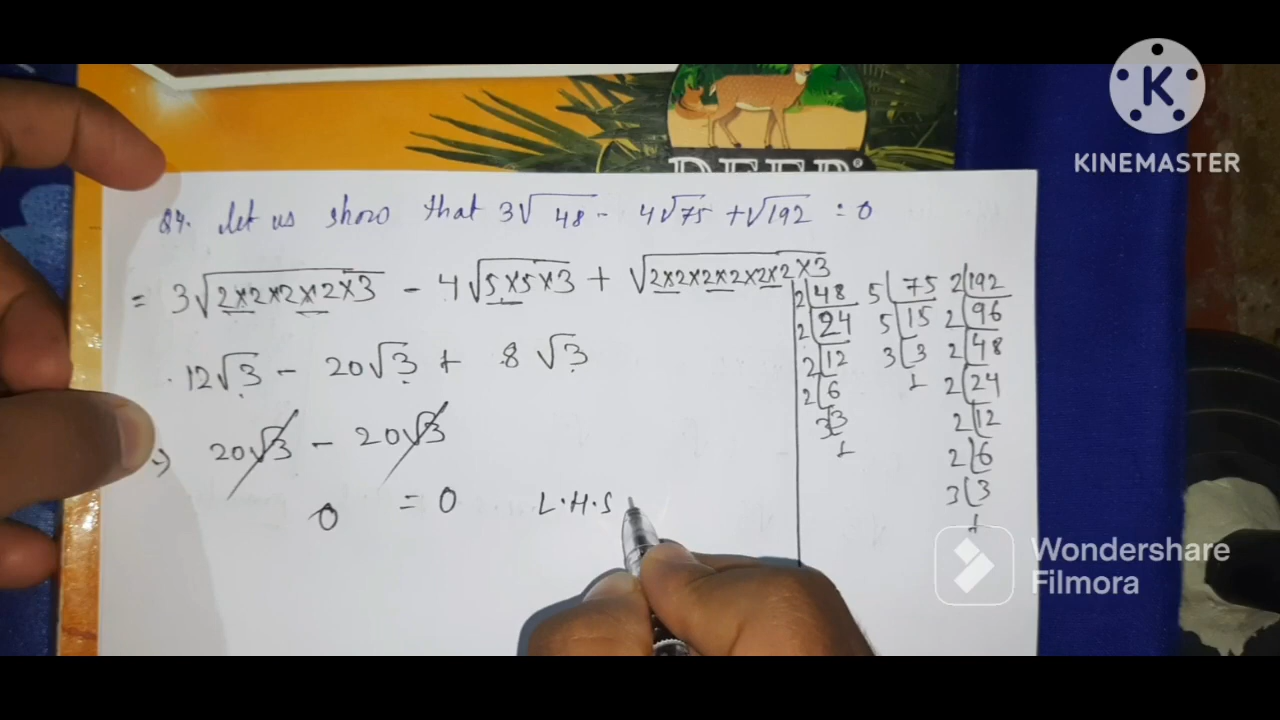 K
KINEMASTER
DEER
Q4. Let us show that 3√48 - 4√75 + √192 = 0
= 3√2×2×2×2×3 - 4√5×5×3 + √2×2×2×2×2×2×3
12√3 - 20√3 + 8√3
⇒ 20√3 - 20√3
0 = 0 L.H.S
2 48
2 24
2 12
2 6
3 3
1
5 75
5 15
3 3
1
2 192
2 96
2 48
2 24
2 12
2 6
3 3
1
Wondershare
Filmora